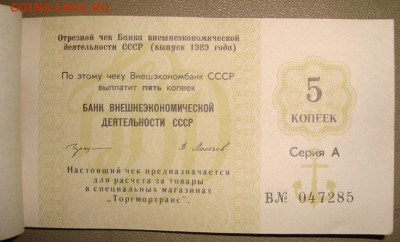 COINS.LAVE.RU
Отрезной чек Банка внешнеэкономической
деятельности СССР (выпуск 1989 года)
По этому чеку Внешэкономбанк СССР
выплатит пять копеек
БАНК ВНЕШНЕЭКОНОМИЧЕСКОЙ
ДЕЯТЕЛЬНОСТИ СССР
Настоящий чек предназначается
для расчета за товары
в специальных магазинах
"Торгмортранс".
5
КОПЕЕК
Серия А
В№ 047285